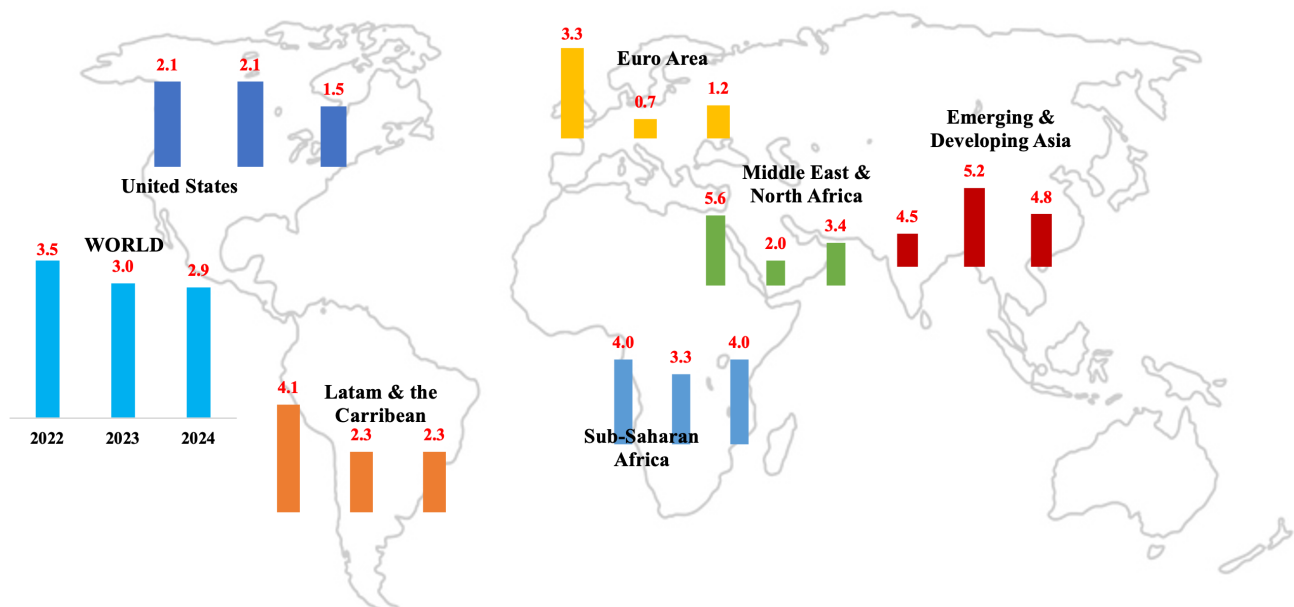 2.1
2.1
1.5
United States
3.3
Euro Area
0.7
1.2
Emerging &
Developing Asia
4.5
5.2
4.8
Middle East &
North Africa
5.6
2.0
3.4
WORLD
3.5
3.0
2.9
2022
2023
2024
4.1
Latam & the
Carribean
2.3
2.3
4.0
3.3
4.0
Sub-Saharan
Africa